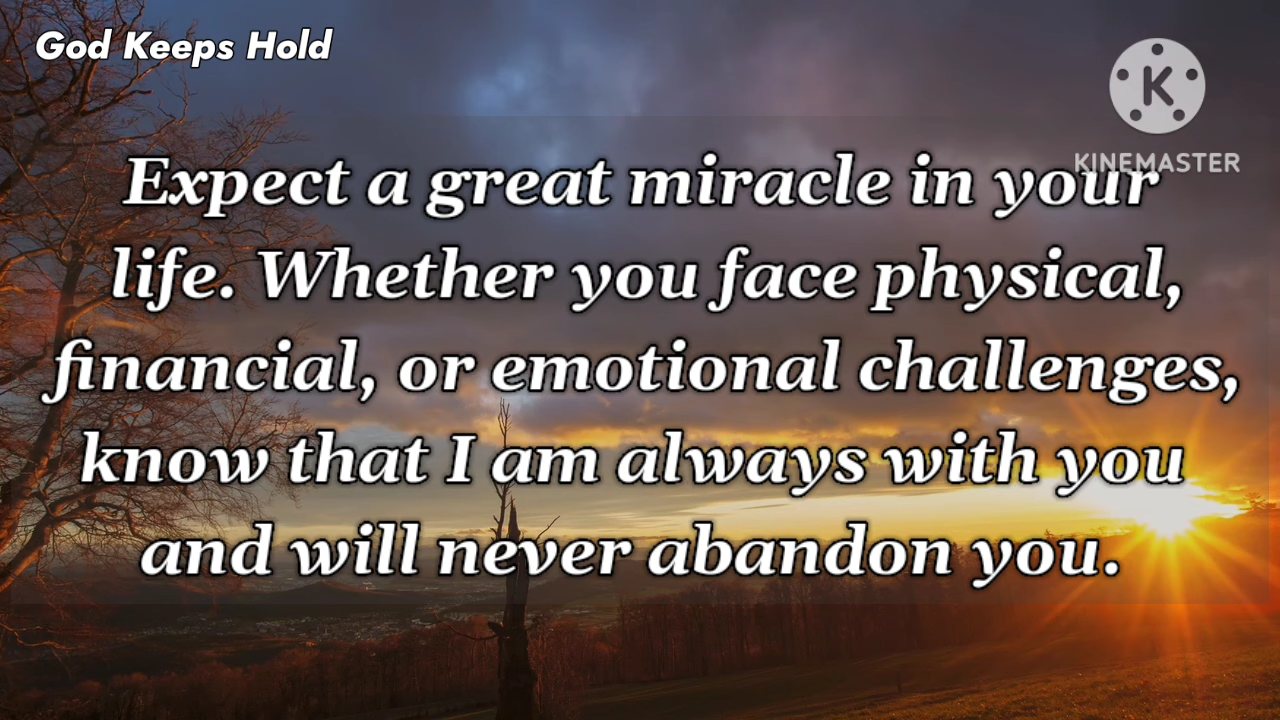 God Keeps Hold
K
KINEMASTER
Expect a great miracle in your
life. Whether you face physical,
financial, or emotional challenges,
know that I am always with you
and will never abandon you.